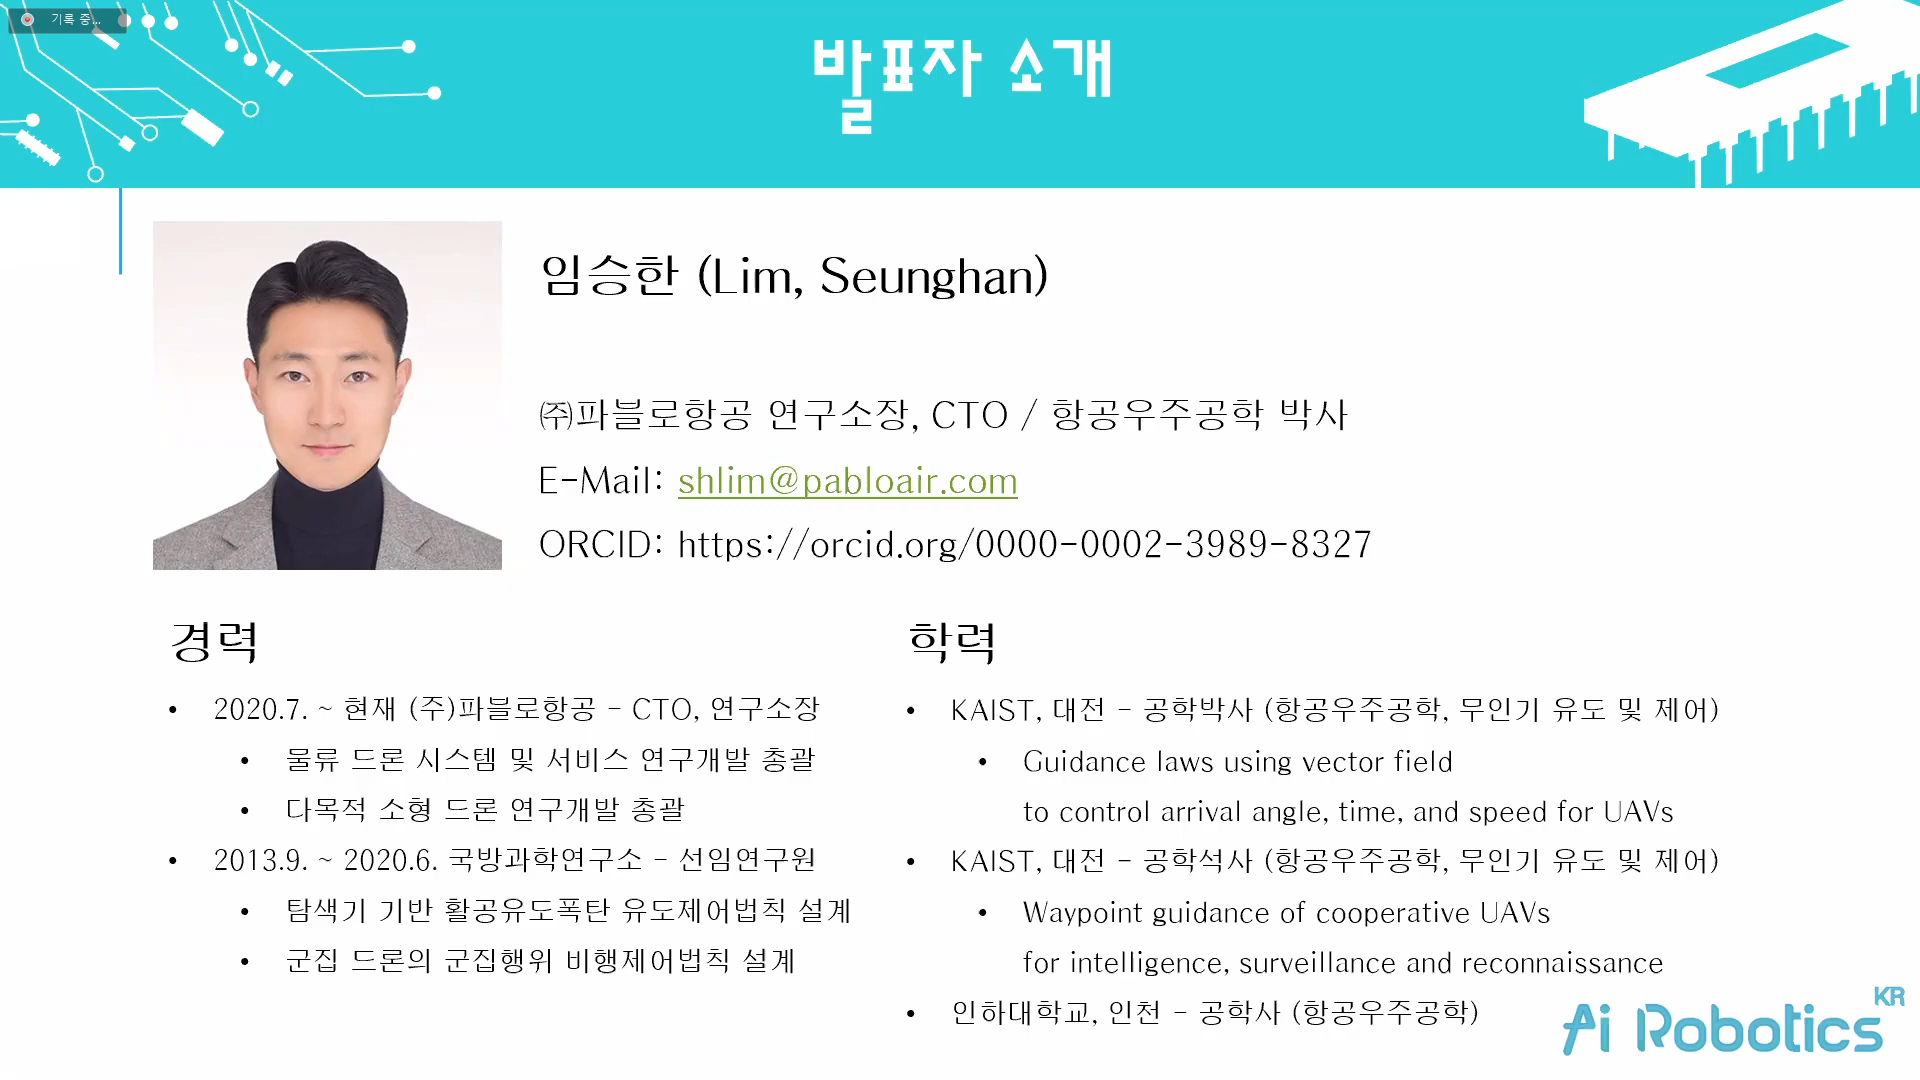 기록 중...
발표자 소개
임승한 (Lim, Seunghan)
㈜파블로항공 연구소장, CTO / 항공우주공학 박사
E-Mail: shlim@pabloair.com
ORCID: https://orcid.org/0000-0002-3989-8327
경력
• 2020.7. ~ 현재 (주)파블로항공 - CTO, 연구소장
• 물류 드론 시스템 및 서비스 연구개발 총괄
• 다목적 소형 드론 연구개발 총괄
• 2013.9. ~ 2020.6. 국방과학연구소 - 선임연구원
• 탐색기 기반 활공유도폭탄 유도제어법칙 설계
• 군집 드론의 군집행위 비행제어법칙 설계
학력
• KAIST, 대전 - 공학박사 (항공우주공학, 무인기 유도 및 제어)
• Guidance laws using vector field
to control arrival angle, time, and speed for UAVs
• KAIST, 대전 - 공학석사 (항공우주공학, 무인기 유도 및 제어)
• Waypoint guidance of cooperative UAVs
for intelligence, surveillance and reconnaissance
• 인하대학교, 인천 - 공학사 (항공우주공학)
Ai Robotics KR